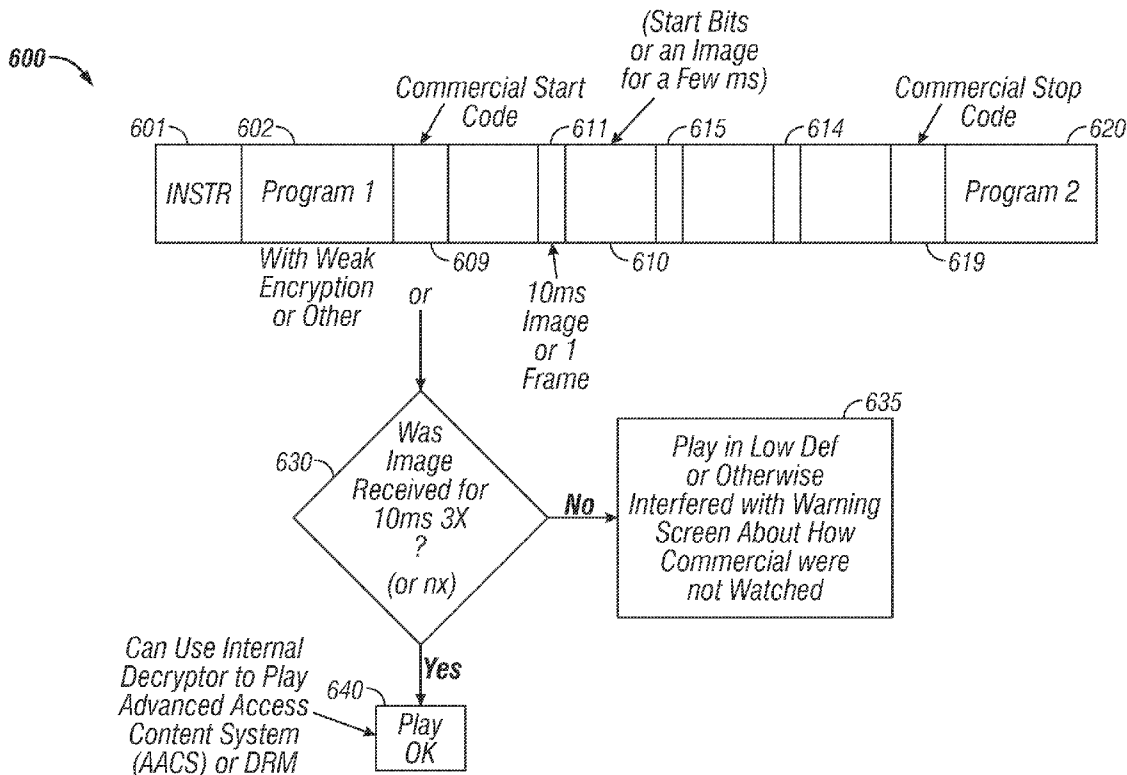 600
(Start Bits
or an Image
for a Few ms)
Commercial Start
Code
Commercial Stop
Code
601
602
611
615
614
620
INSTR
Program 1
Program 2
With Weak
Encryption
or Other
609
610
619
or
10ms
Image
or 1
Frame
630
Was
Image
Received for
10ms 3X
?
(or nx)
No
635
Play in Low Def
or Otherwise
Interfered with Warning
Screen About How
Commercial were
not Watched
Yes
Can Use Internal
Decryptor to Play
Advanced Access
Content System
(AACS) or DRM
640
Play
OK